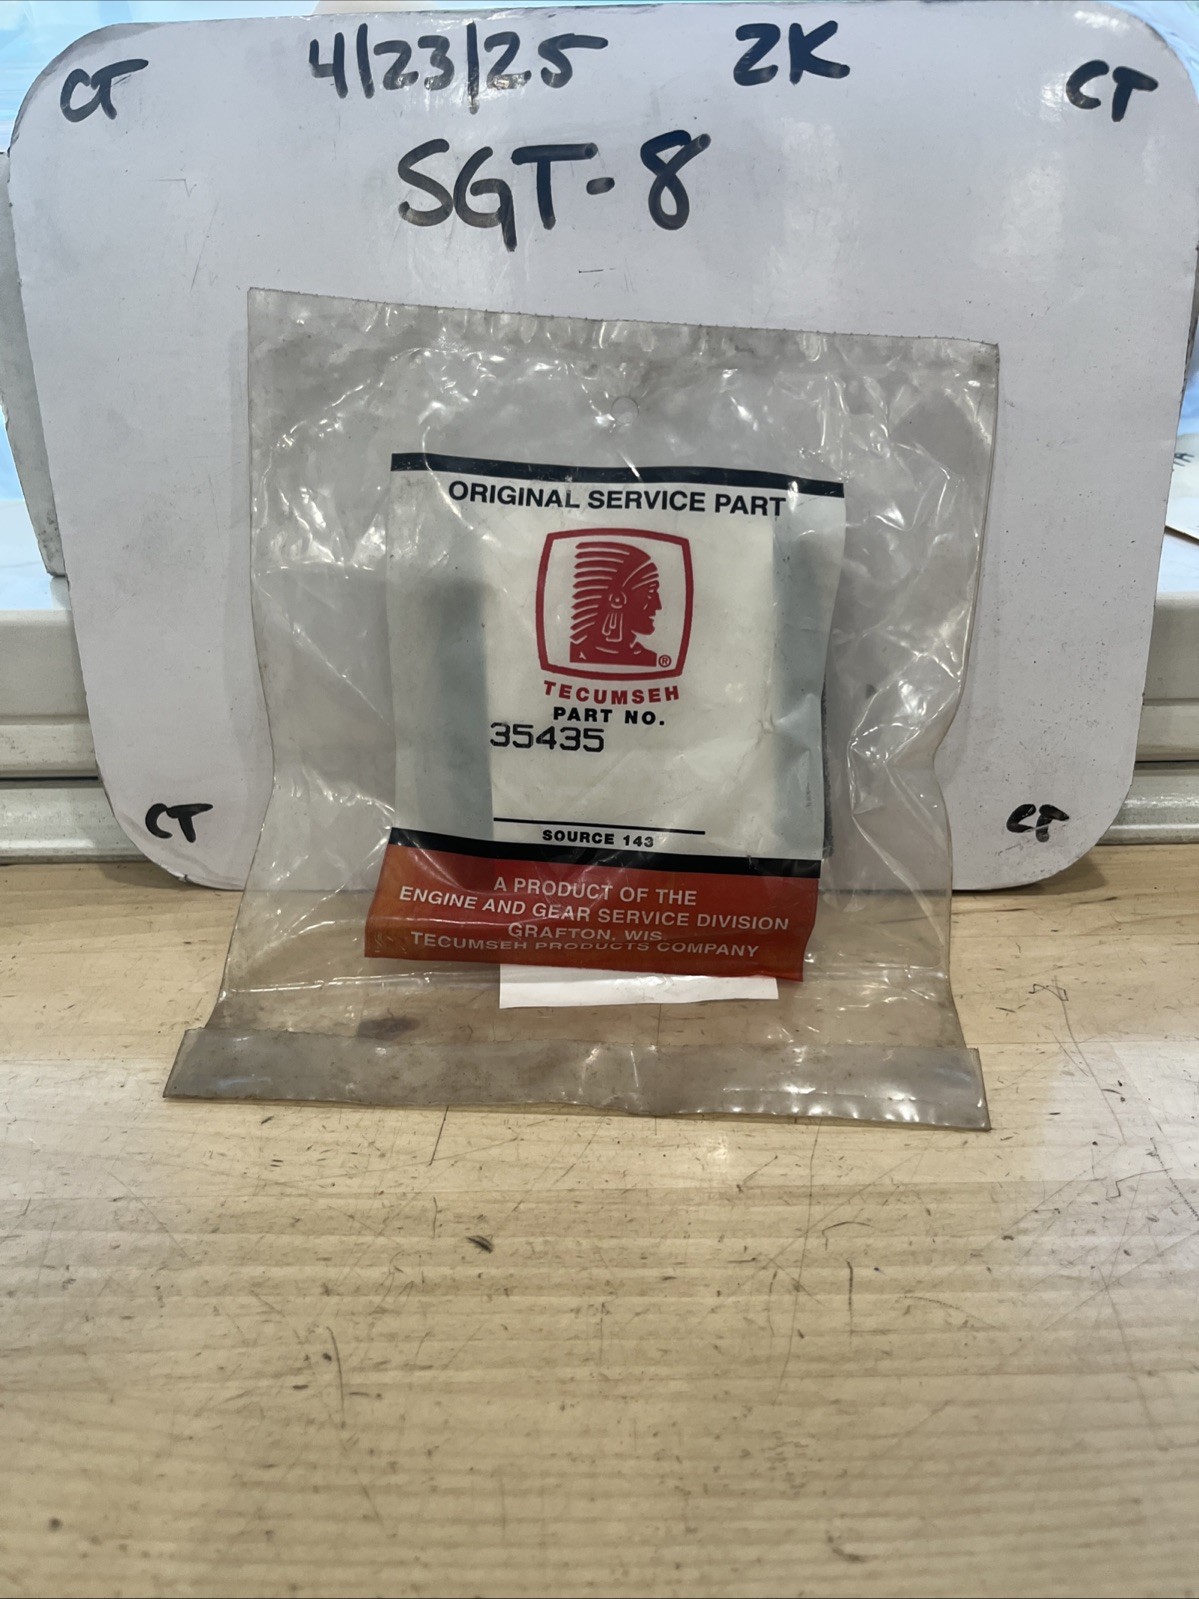 4/23/25 2K
CT CT
SGT-8
ORIGINAL SERVICE PART
®
TECUMSEH
PART NO.
35435
CT CT
SOURCE 143
A PRODUCT OF THE
ENGINE AND GEAR SERVICE DIVISION
GRAFTON, WIS.
TECUMSEH PRODUCTS COMPANY